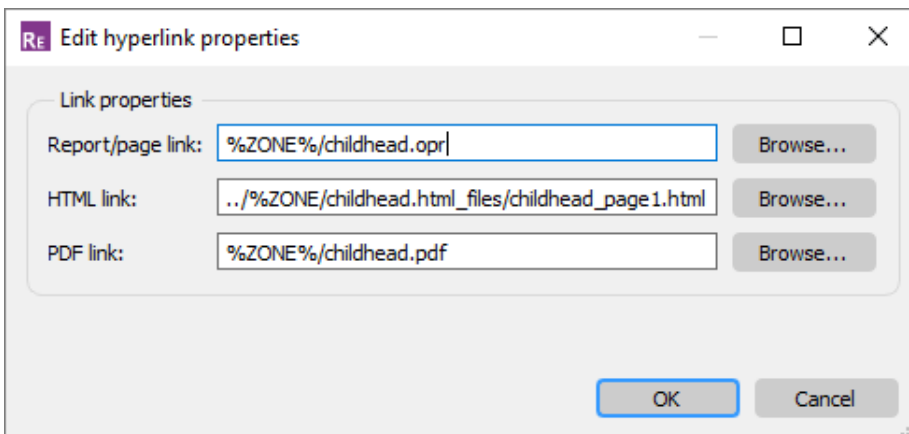 RE Edit hyperlink properties
Link properties
Report/page link: %ZONE%/childhead.opr Browse...
HTML link: ../%ZONE/childhead.html_files/childhead_page1.html Browse...
PDF link: %ZONE%/childhead.pdf Browse...
OK Cancel